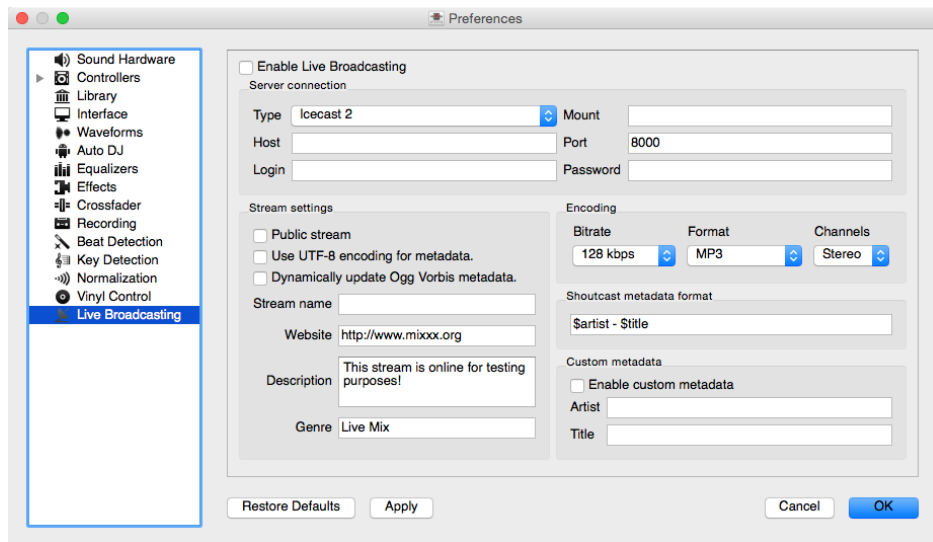 Preferences
Sound Hardware
Controllers
Library
Interface
Waveforms
Auto DJ
Equalizers
Effects
Crossfader
Recording
Beat Detection
Key Detection
Normalization
Vinyl Control
Live Broadcasting
Enable Live Broadcasting
Server connection
Type Icecast 2 Mount
Host Port 8000
Login Password
Stream settings
Public stream
Use UTF-8 encoding for metadata.
Dynamically update Ogg Vorbis metadata.
Stream name
Website http://www.mixxx.org
Description This stream is online for testing
purposes!
Genre Live Mix
Encoding
Bitrate Format Channels
128 kbps MP3 Stereo
Shoutcast metadata format
$artist - $title
Custom metadata
Enable custom metadata
Artist
Title
Restore Defaults Apply Cancel OK